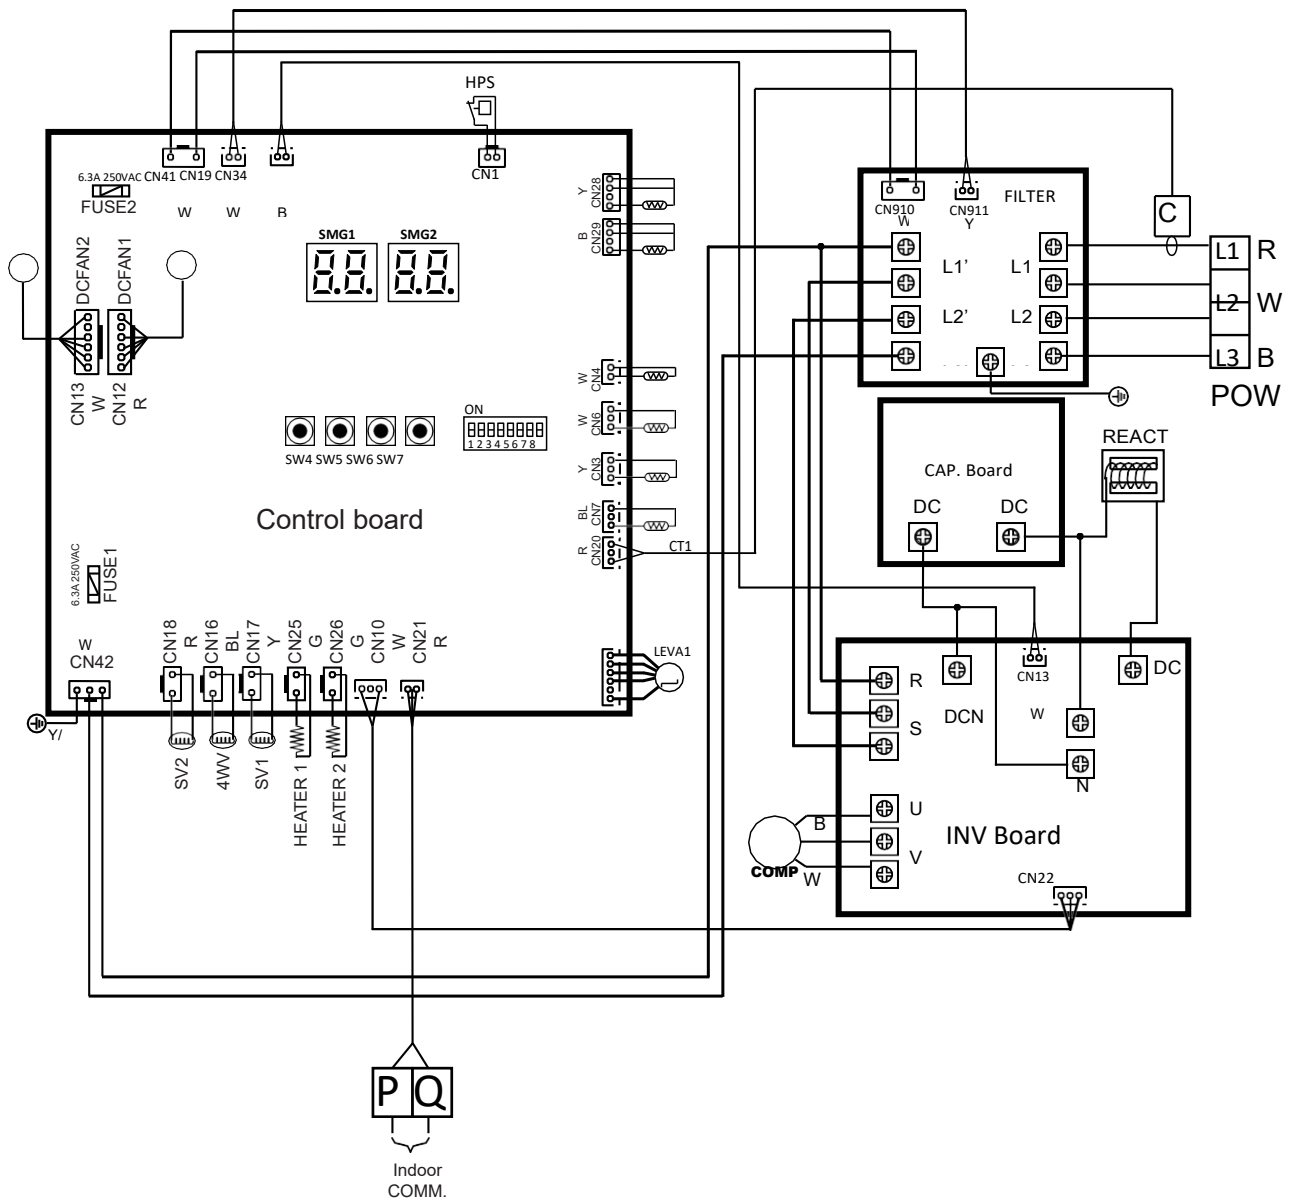 HPS
6.3A 250VAC
FUSE2
CN41
CN19
CN34
CN1
W
W
B
Y
CN28
B
CN29
SMG1
SMG2
8.8.
8.8.
DCFAN2
DCFAN1
CN13
W
CN12
R
W
CN4
W
CN6
Y
CN3
BL
CN7
R
CN20
CT1
ON
1 2 3 4 5 6 7 8
SW4 SW5 SW6 SW7
Control board
6.3A 250VAC
FUSE1
W
CN42
Y/
CN18
R
CN16
BL
CN17
Y
CN25
G
CN26
G
CN10
W
CN21
R
SV2
4WV
SV1
HEATER 1
HEATER 2
LEVA1
CN910
W
CN911
Y
FILTER
L1'
L1
L2'
L2
C
L1
R
L2
W
L3
B
POW
CAP. Board
DC
DC
REACT
R
S
DCN
CN13
W
DC
N
U
V
INV Board
CN22
B
COMP
W
P
Q
Indoor
COMM.